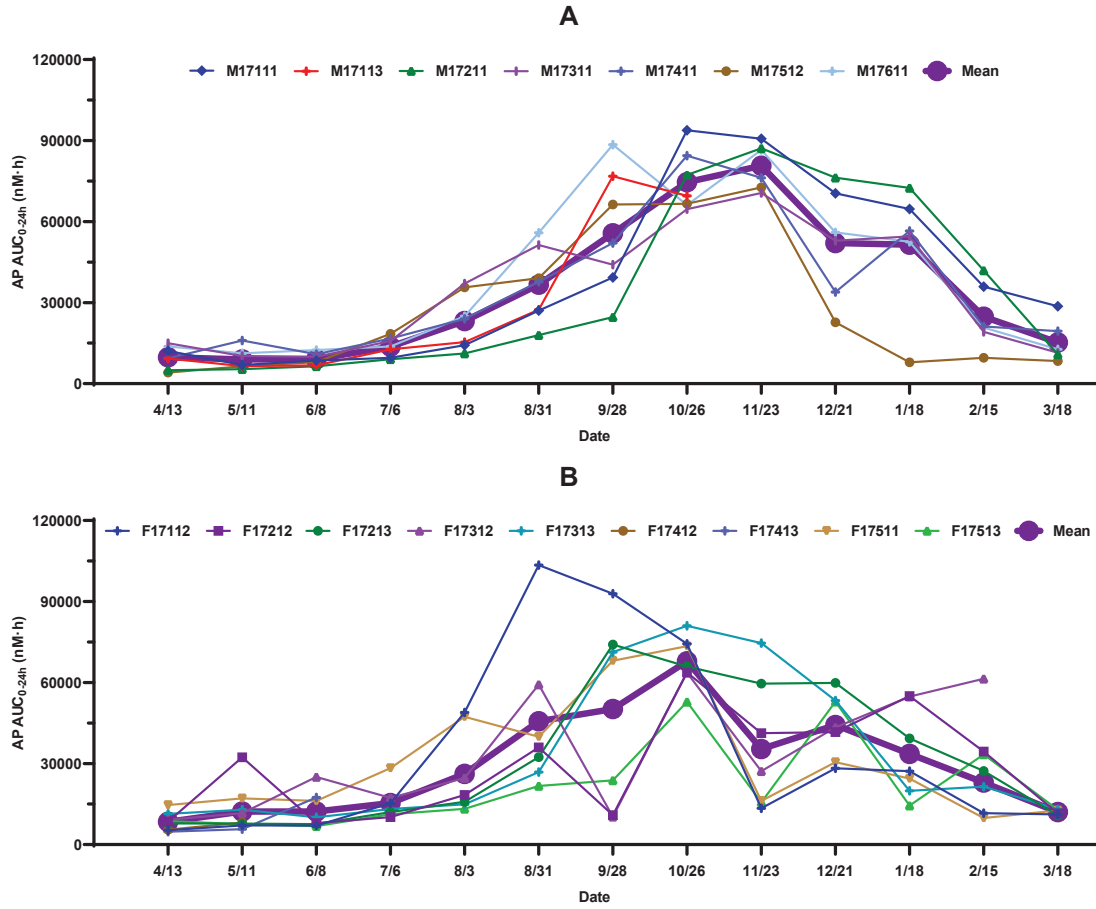 A
AP AUC0-24h (nM·h)
120000
90000
60000
30000
0
M17111 M17113 M17211 M17311 M17411 M17512 M17611 Mean
4/13 5/11 6/8 7/6 8/3 8/31 9/28 10/26 11/23 12/21 1/18 2/15 3/18
Date
B
AP AUC0-24h (nM·h)
120000
90000
60000
30000
0
F17112 F17212 F17213 F17312 F17313 F17412 F17413 F17511 F17513 Mean
4/13 5/11 6/8 7/6 8/3 8/31 9/28 10/26 11/23 12/21 1/18 2/15 3/18
Date